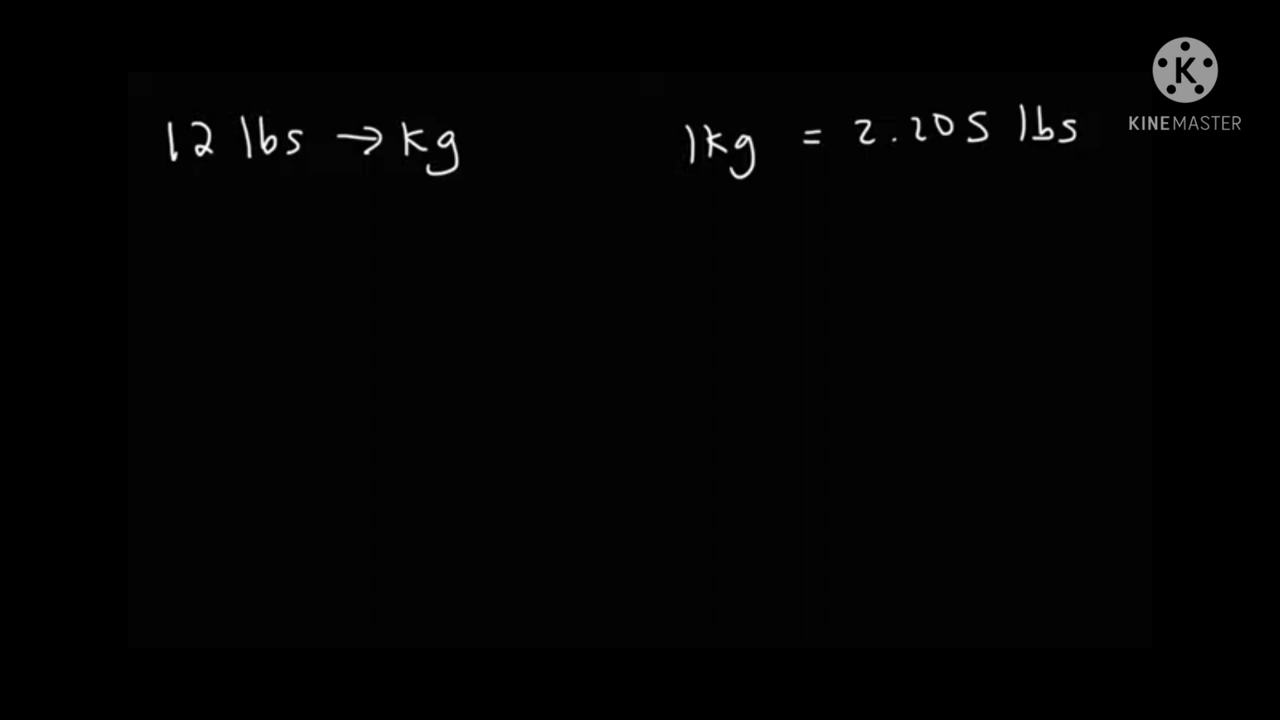 12 lbs → kg
1kg = 2.205 lbs
K
KINEMASTER